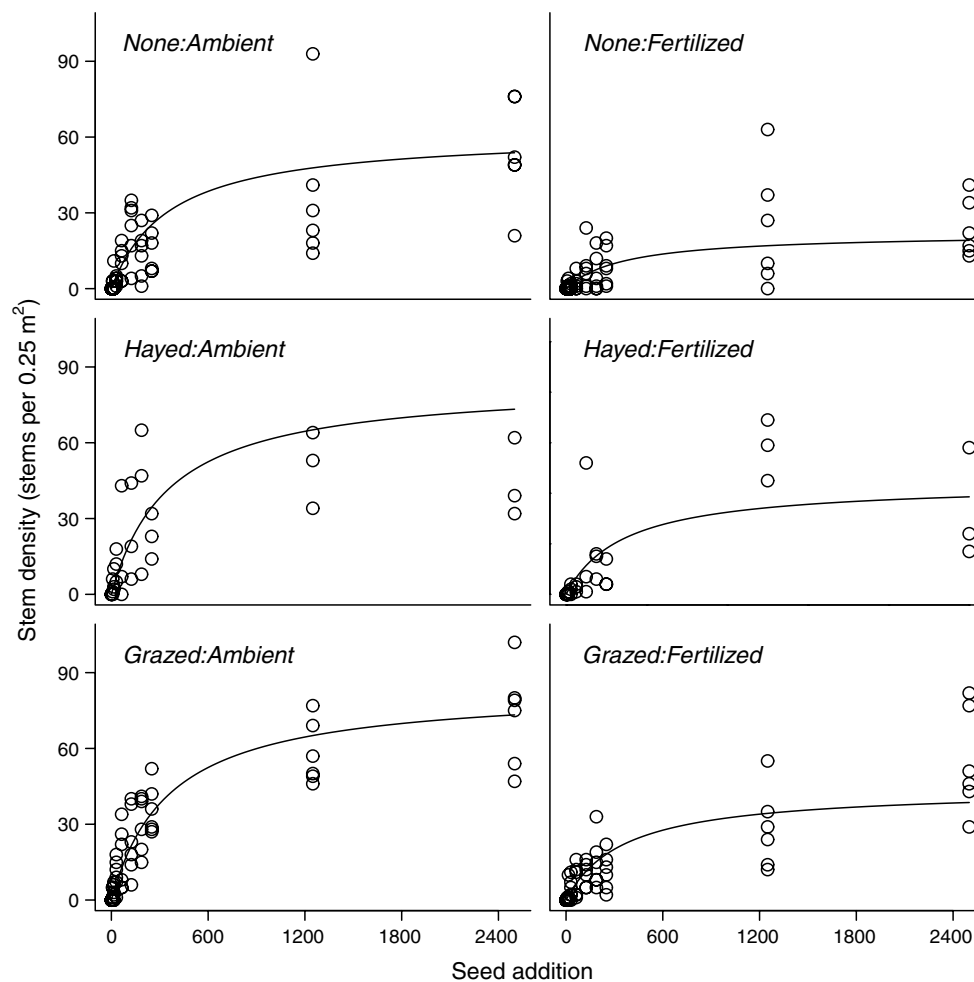 None:Ambient
None:Fertilized
90
60
30
0
Hayed:Ambient
Hayed:Fertilized
90
60
30
0
Grazed:Ambient
Grazed:Fertilized
90
60
30
0
0 600 1200 1800 2400
0 600 1200 1800 2400
Stem density (stems per 0.25 m²)
Seed addition